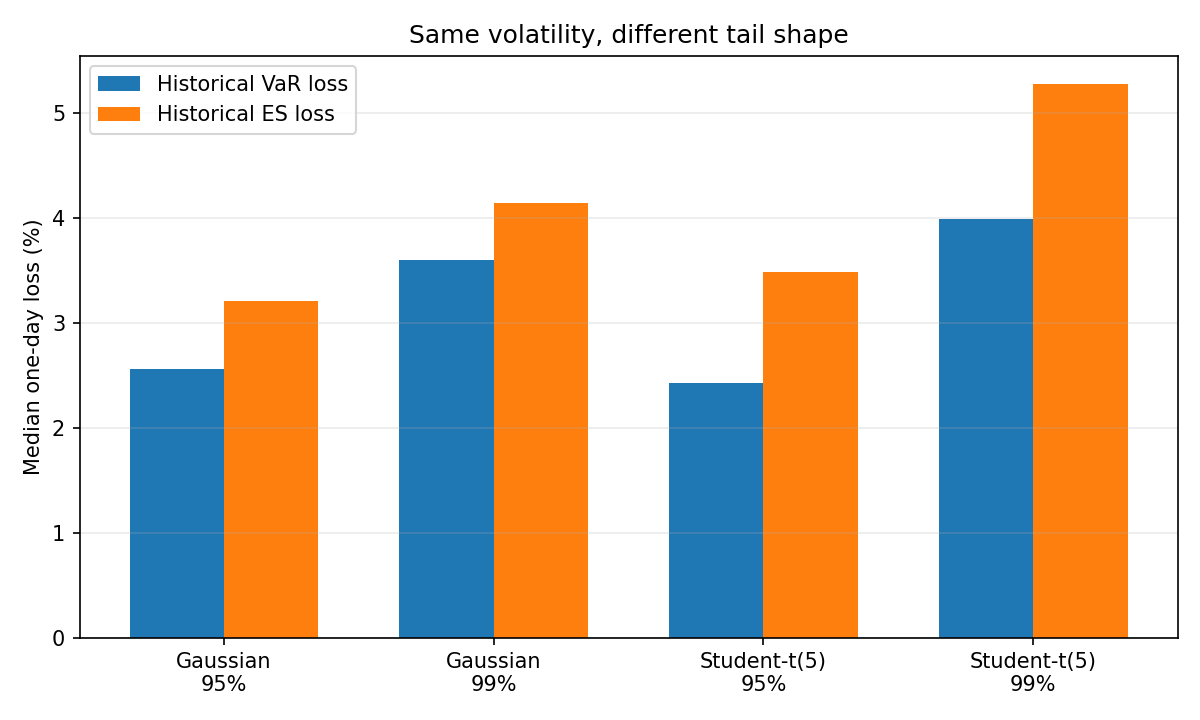 Same volatility, different tail shape
Historical VaR loss
Historical ES loss
Median one-day loss (%)
5
4
3
2
1
0
Gaussian
95%
Gaussian
99%
Student-t(5)
95%
Student-t(5)
99%